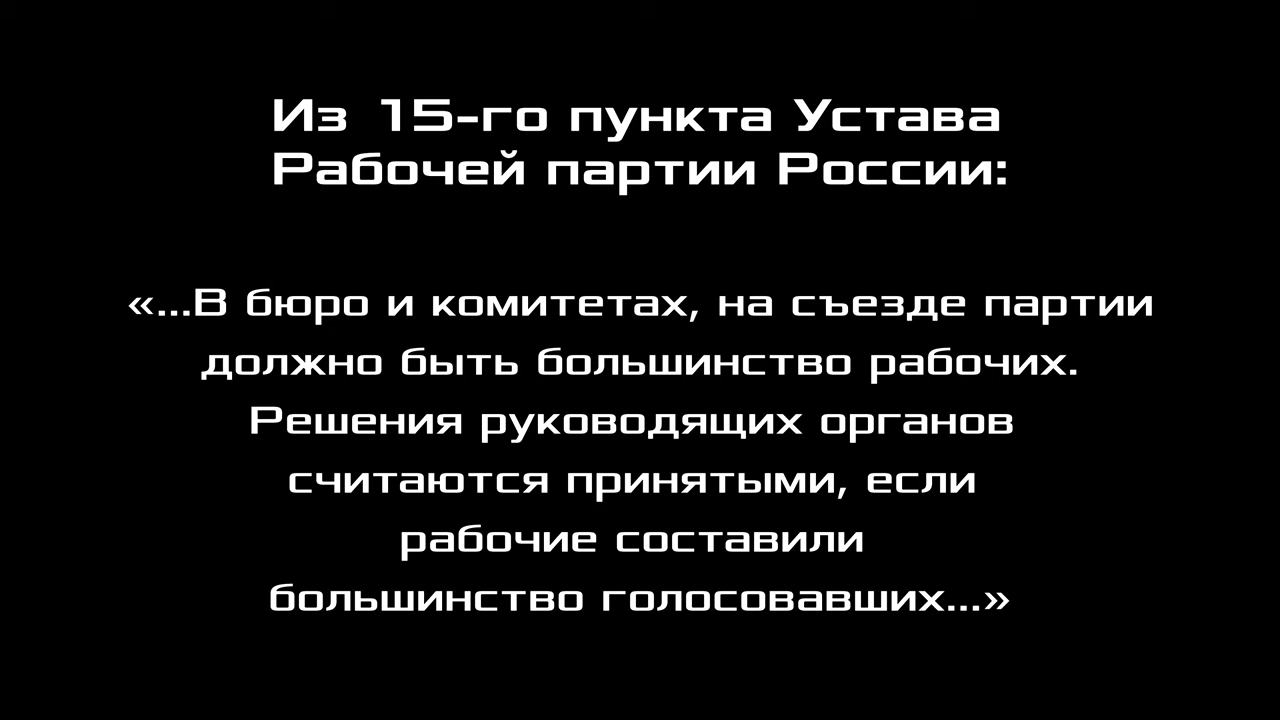 Из 15-го пункта Устава
Рабочей партии России:
«...В бюро и комитетах, на съезде партии
должно быть большинство рабочих.
Решения руководящих органов
считаются принятыми, если
рабочие составили
большинство голосовавших...»